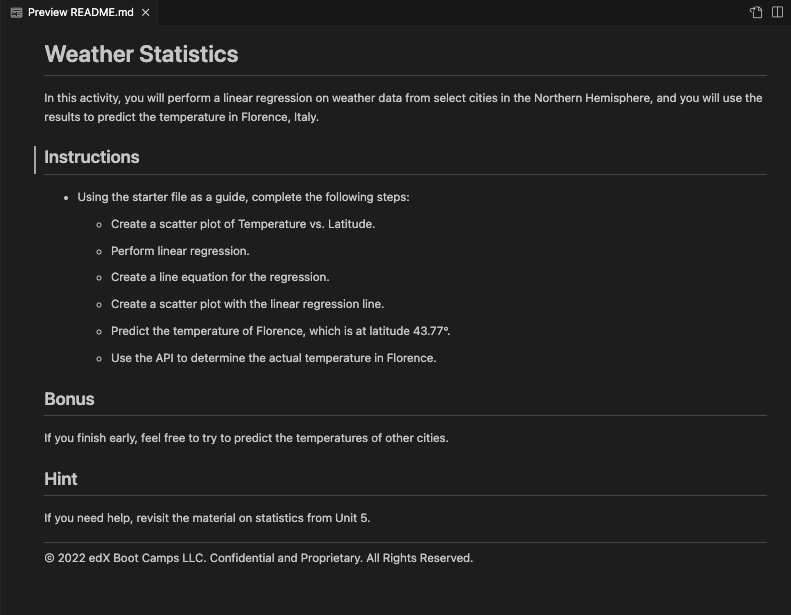 Preview README.md
Weather Statistics
In this activity, you will perform a linear regression on weather data from select cities in the Northern Hemisphere, and you will use the
results to predict the temperature in Florence, Italy.
Instructions
Using the starter file as a guide, complete the following steps:
Create a scatter plot of Temperature vs. Latitude.
Perform linear regression.
Create a line equation for the regression.
Create a scatter plot with the linear regression line.
Predict the temperature of Florence, which is at latitude 43.77º.
Use the API to determine the actual temperature in Florence.
Bonus
If you finish early, feel free to try to predict the temperatures of other cities.
Hint
If you need help, revisit the material on statistics from Unit 5.
© 2022 edX Boot Camps LLC. Confidential and Proprietary. All Rights Reserved.